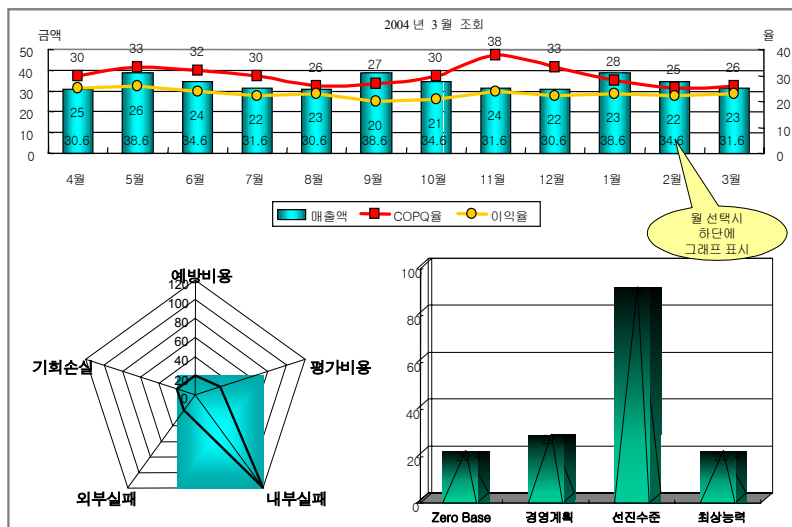 2004년 3월 조회
금액
율
50 40 30 20 10 0
40 30 20 10 0
30 33 32 30 26 27 30 38 33 28 25 26
25 26 24 22 23 20 21 24 22 23 22 23
30.6 38.6 34.6 31.6 30.6 38.6 34.6 31.6 30.6 38.6 34.6 31.6
4월 5월 6월 7월 8월 9월 10월 11월 12월 1월 2월 3월
매출액 COPQ율 이익율
월 선택시
하단에
그래프 표시
예방비용
120
100
80
60
40
20
0
기회손실
평가비용
외부실패
내부실패
100
80
60
40
20
0
Zero Base 경영계획 선진수준 최상능력